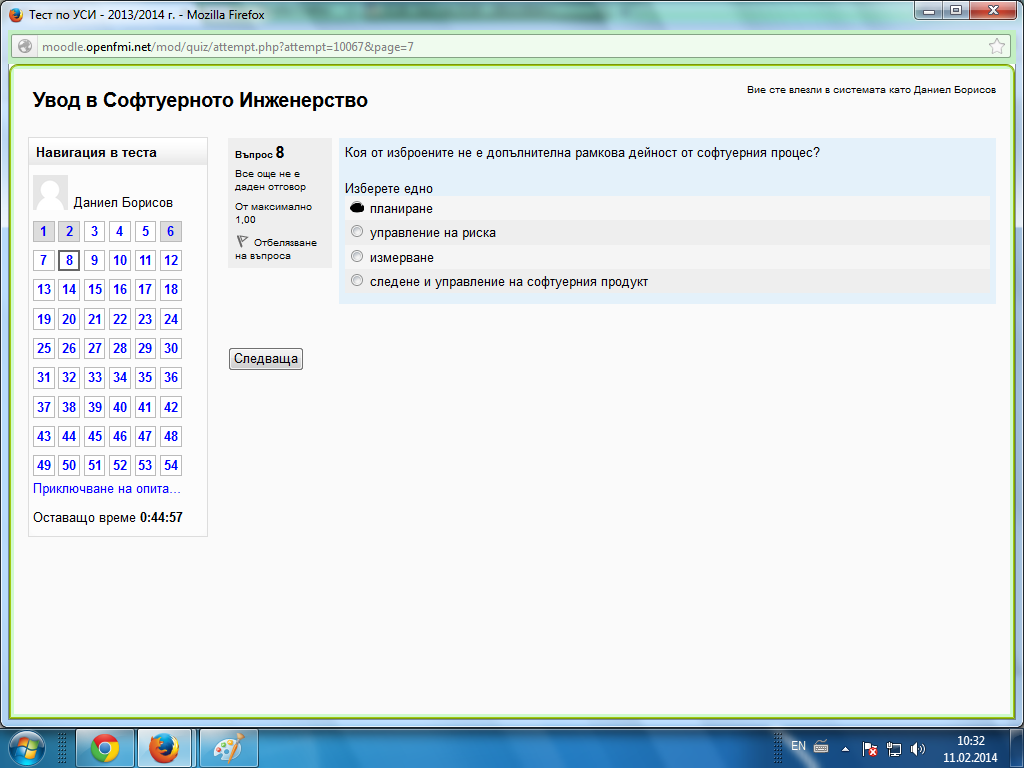 Тест по УСИ - 2013/2014 г. - Mozilla Firefox
moodle.openfmi.net/mod/quiz/attempt.php?attempt=10067&page=7
Вие сте влезли в системата като Даниел Борисов
Увод в Софтуерното Инженерство
Навигация в теста
Даниел Борисов
1 2 3 4 5 6
7 8 9 10 11 12
13 14 15 16 17 18
19 20 21 22 23 24
25 26 27 28 29 30
31 32 33 34 35 36
37 38 39 40 41 42
43 44 45 46 47 48
49 50 51 52 53 54
Приключване на опита...
Оставащо време 0:44:57
Въпрос 8
Все още не е
даден отговор
От максимално
1,00
Отбелязване
на въпроса
Коя от изброените не е допълнителна рамкова дейност от софтуерния процес?
Изберете едно
планиране
управление на риска
измерване
следене и управление на софтуерния продукт
Следваща
EN
10:32
11.02.2014